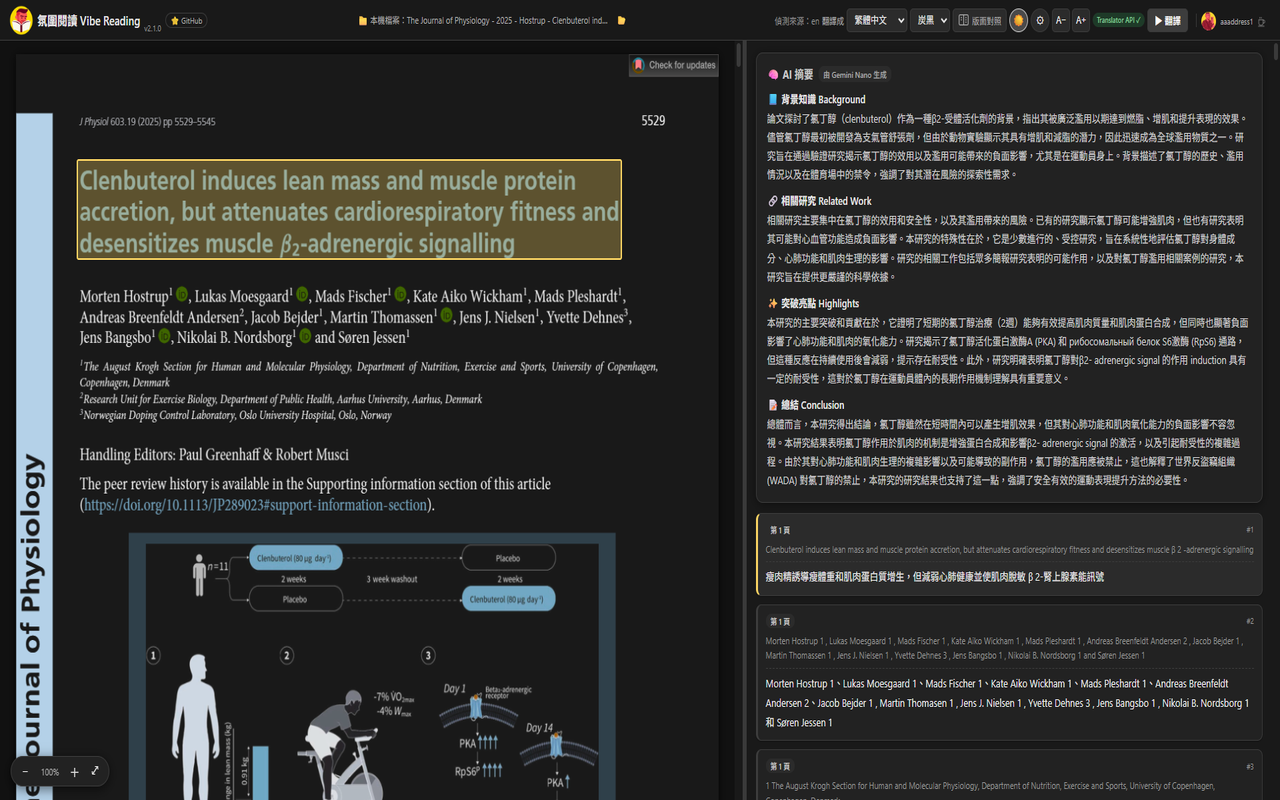 氛圍閱讀 Vibe Reading v2.1.0 GitHub
本機檔案：The Journal of Physiology - 2025 - Hostrup - Clenbuterol ind...
偵測來源：en 翻譯成 繁體中文 炭黑 版面對照 A− A+ Translator API ✓ ▶ 翻譯 aaaddress1
Check for updates
J Physiol 603.19 (2025) pp 5529–5545
5529
Clenbuterol induces lean mass and muscle protein
accretion, but attenuates cardiorespiratory fitness and
desensitizes muscle β2-adrenergic signalling
Morten Hostrup1 iD, Lukas Moesgaard1 iD, Mads Fischer1 iD, Kate Aiko Wickham1, Mads Pleshardt1,
Andreas Breenfeldt Andersen2, Jacob Bejder1, Martin Thomassen1 iD, Jens J. Nielsen1, Yvette Dehnes3,
Jens Bangsbo1 iD, Nikolai B. Nordsborg1 iD and Søren Jessen1
1The August Krogh Section for Human and Molecular Physiology, Department of Nutrition, Exercise and Sports, University of Copenhagen,
Copenhagen, Denmark
2Research Unit for Exercise Biology, Department of Public Health, Aarhus University, Aarhus, Denmark
3Norwegian Doping Control Laboratory, Oslo University Hospital, Oslo, Norway
Handling Editors: Paul Greenhaff & Robert Musci
The peer review history is available in the Supporting information section of this article
(https://doi.org/10.1113/JP289023#support-information-section).
ournal of Physiology
n=11
Clenbuterol (80 µg day-1)
Placebo
2 weeks
3 week washout
2 weeks
Placebo
Clenbuterol (80 µg day-1)
1
2
3
-7% V̇O2max
-4% Wmax
Day 1
Beta2-adrenergic
receptor
Day 14
PKA
RpS6P
PKA
nge in lean mass (kg)
0.91 kg
− 100% +
AI 摘要 由 Gemini Nano 生成
背景知識 Background
論文探討了氯丁醇（clenbuterol）作為一種β2-受體活化劑的背景，指出其被廣泛濫用以期達到燃脂、增肌和提升表現的效果。
儘管氯丁醇最初被開發為支氣管舒張劑，但由於動物實驗顯示其具有增肌和減脂的潛力，因此迅速成為全球濫用物質之一。研
究旨在通過驗證研究揭示氯丁醇的效用以及濫用可能帶來的負面影響，尤其是在運動員身上。背景描述了氯丁醇的歷史、濫用
情況以及在體育場中的禁令，強調了對其潛在風險的探索性需求。
相關研究 Related Work
相關研究主要集中在氯丁醇的效用和安全性，以及其濫用帶來的風險。已有的研究顯示氯丁醇可能增強肌肉，但也有研究表明
其可能對心血管功能造成負面影響。本研究的特殊性在於，它是少數進行的、受控研究，旨在系統性地評估氯丁醇對身體成
分、心肺功能和肌肉生理的影響。研究的相關工作包括眾多簡報研究表明的可能作用，以及對氯丁醇濫用相關案例的研究，本
研究旨在提供更嚴謹的科學依據。
突破亮點 Highlights
本研究的主要突破和貢獻在於，它證明了短期的氯丁醇治療（2週）能夠有效提高肌肉質量和肌肉蛋白合成，但同時也顯著負面
影響了心肺功能和肌肉的氧化能力。研究揭示了氯丁醇活化蛋白激酶A (PKA) 和 рибосомальный белок S6激酶 (RpS6) 通路，
但這種反應在持續使用後會減弱，提示存在耐受性。此外，研究明確表明氯丁醇對β2- adrenergic signal 的作用 induction 具有
一定的耐受性，這對於氯丁醇在運動員體內的長期作用機制理解具有重要意义。
總結 Conclusion
總體而言，本研究得出結論，氯丁醇雖然在短時間內可以產生增肌效果，但其對心肺功能和肌肉氧化能力的負面影響不容忽
視。本研究結果表明氯丁醇作用於肌肉的机制是增強蛋白合成和影響β2- adrenergic signal 的激活，以及引起耐受性的複雜過
程。由於其對心肺功能和肌肉生理的複雜影響以及可能導致的副作用，氯丁醇的濫用應被禁止，這也解釋了世界反盜竊組織
(WADA) 對氯丁醇的禁止，本研究的研究結果也支持了這一點，強調了安全有效的運動表現提升方法的必要性。
第 1 頁 #1
Clenbuterol induces lean mass and muscle protein accretion, but attenuates cardiorespiratory fitness and desensitizes muscle β 2 -adrenergic signalling
瘦肉精誘導瘦體重和肌肉蛋白質增生，但減弱心肺健康並使肌肉脫敏 β 2-腎上腺素能訊號
第 1 頁 #2
Morten Hostrup 1 , Lukas Moesgaard 1 , Mads Fischer 1 , Kate Aiko Wickham 1 , Mads Pleshardt 1 , Andreas Breenfeldt Andersen 2 , Jacob Bejder 1 ,
Martin Thomassen 1 , Jens J. Nielsen 1 , Yvette Dehnes 3 , Jens Bangsbo 1 , Nikolai B. Nordsborg 1 and Søren Jessen 1
Morten Hostrup 1、Lukas Moesgaard 1、Mads Fischer 1、Kate Aiko Wickham 1、Mads Pleshardt 1、Andreas Breenfeldt
Andersen 2、Jacob Bejder 1 , Martin Thomasen 1 , Jens J. Nielsen 1 , Yvette Dehnes 3 , Jens Bangsbo 1 , Nikolai B. Nordsborg 1
和 Søren Jessen 1
第 1 頁 #3
1 The August Krogh Section for Human and Molecular Physiology, Department of Nutrition, Exercise and Sports, University of Copenhagen,